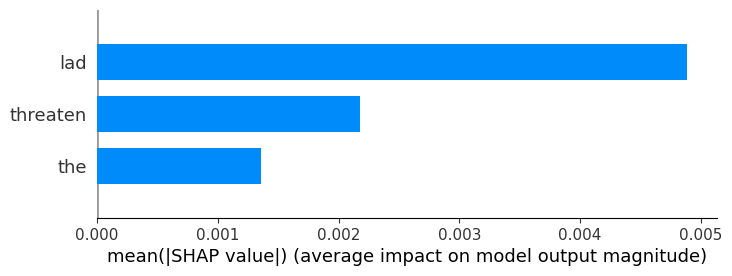 lad
threaten
the
0.000 0.001 0.002 0.003 0.004 0.005
mean(|SHAP value|) (average impact on model output magnitude)